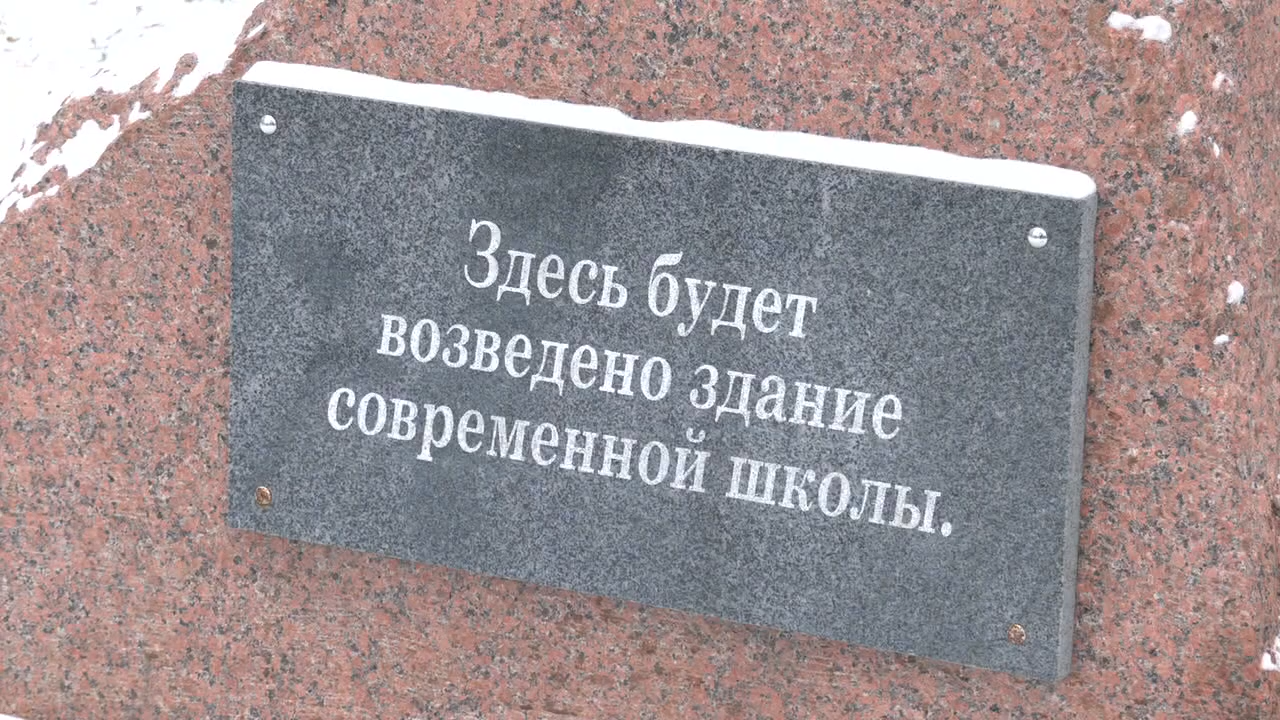 Здесь будет
возведено здание
современной школы.